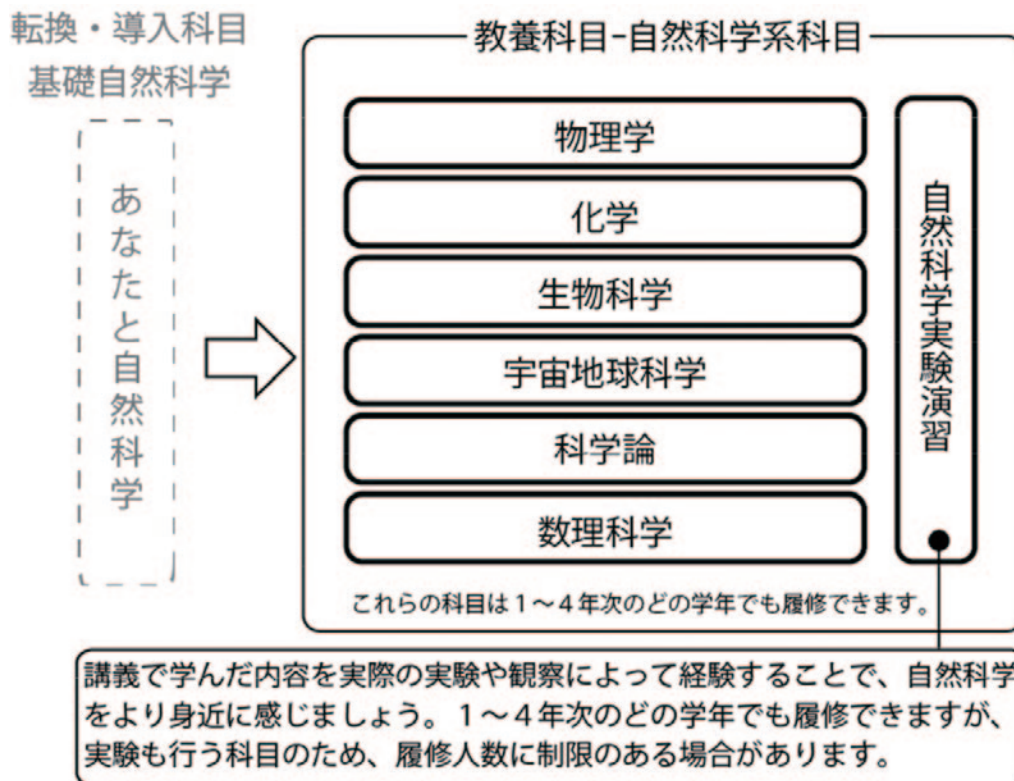 転換・導入科目
基礎自然科学
あなたと自然科学
教養科目-自然科学系科目
物理学
化学
生物科学
宇宙地球科学
科学論
数理科学
自然科学実験演習
これらの科目は１～４年次のどの学年でも履修できます。
講義で学んだ内容を実際の実験や観察によって経験することで、自然科学
をより身近に感じましょう。１～４年次のどの学年でも履修できますが、
実験も行う科目のため、履修人数に制限のある場合があります。